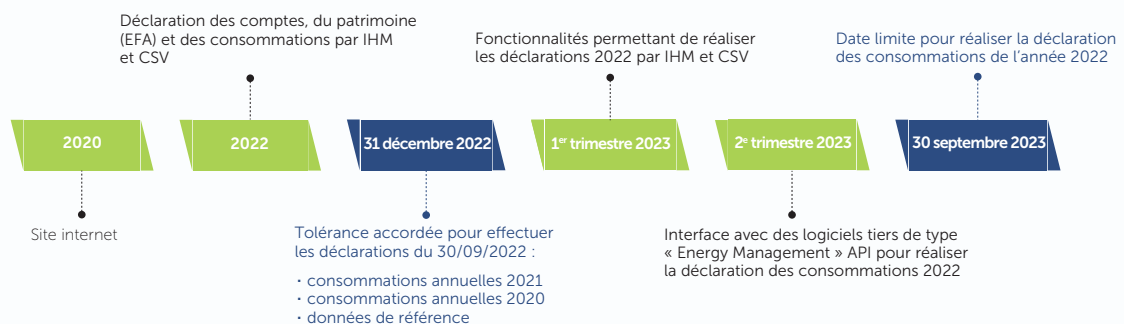 Déclaration des comptes, du patrimoine
(EFA) et des consommations par IHM
et CSV
Fonctionnalités permettant de réaliser
les déclarations 2022 par IHM et CSV
Date limite pour réaliser la déclaration
des consommations de l’année 2022
2020
2022
31 décembre 2022
1er trimestre 2023
2e trimestre 2023
30 septembre 2023
Site internet
Tolérance accordée pour effectuer
les déclarations du 30/09/2022 :
· consommations annuelles 2021
· consommations annuelles 2020
· données de référence
Interface avec des logiciels tiers de type
« Energy Management » API pour réaliser
la déclaration des consommations 2022